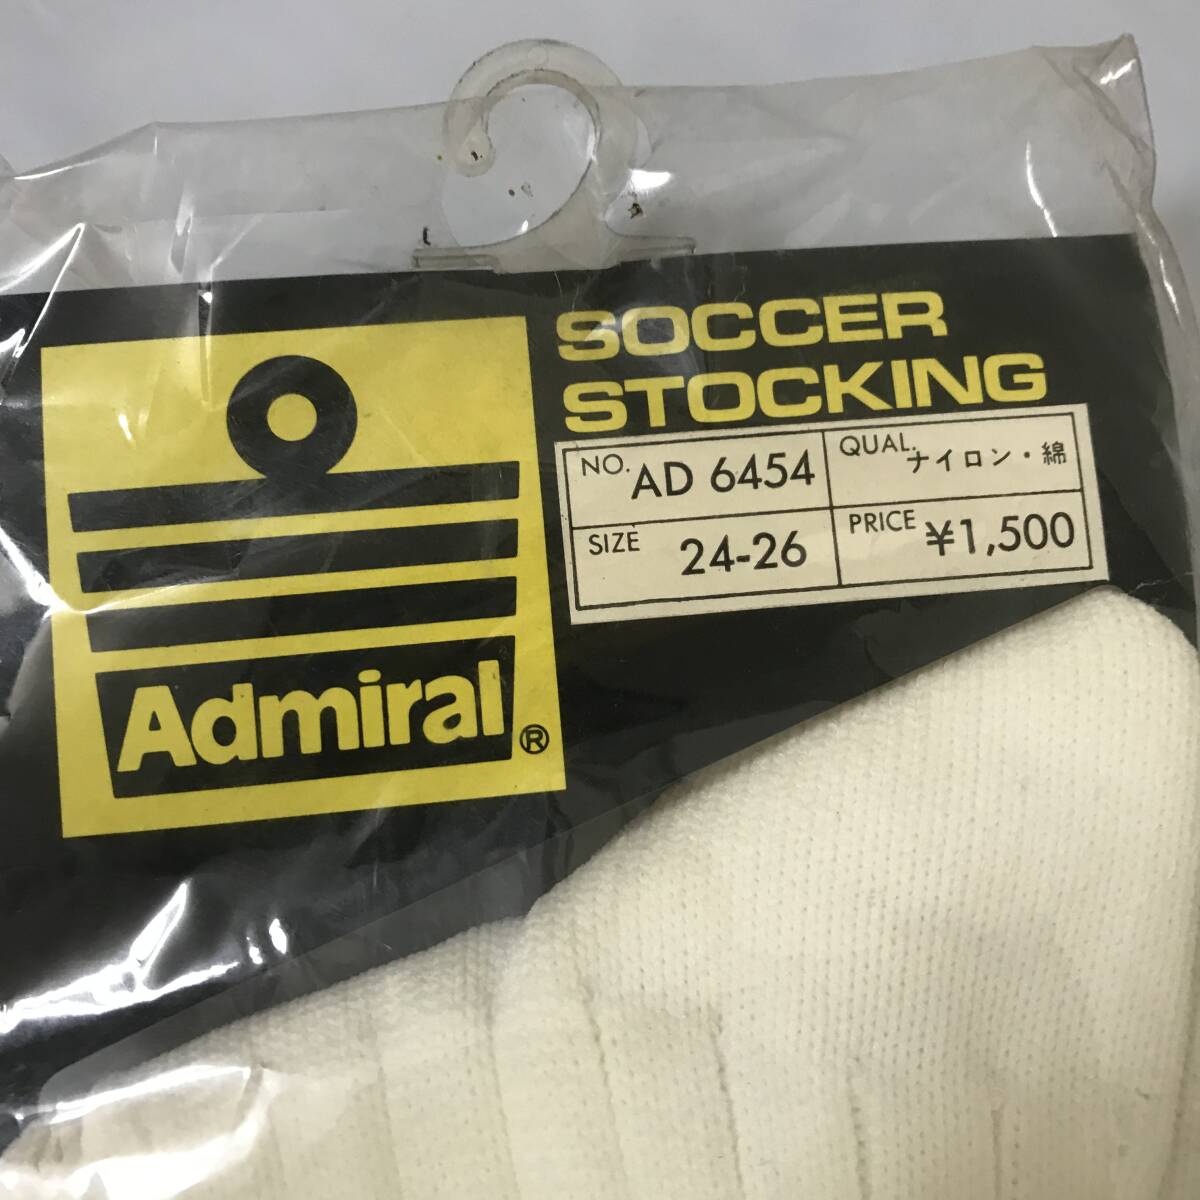 SOCCER
STOCKING
NO. AD 6454
QUAL. ナイロン・綿
SIZE 24-26
PRICE ¥1,500
Admiral®